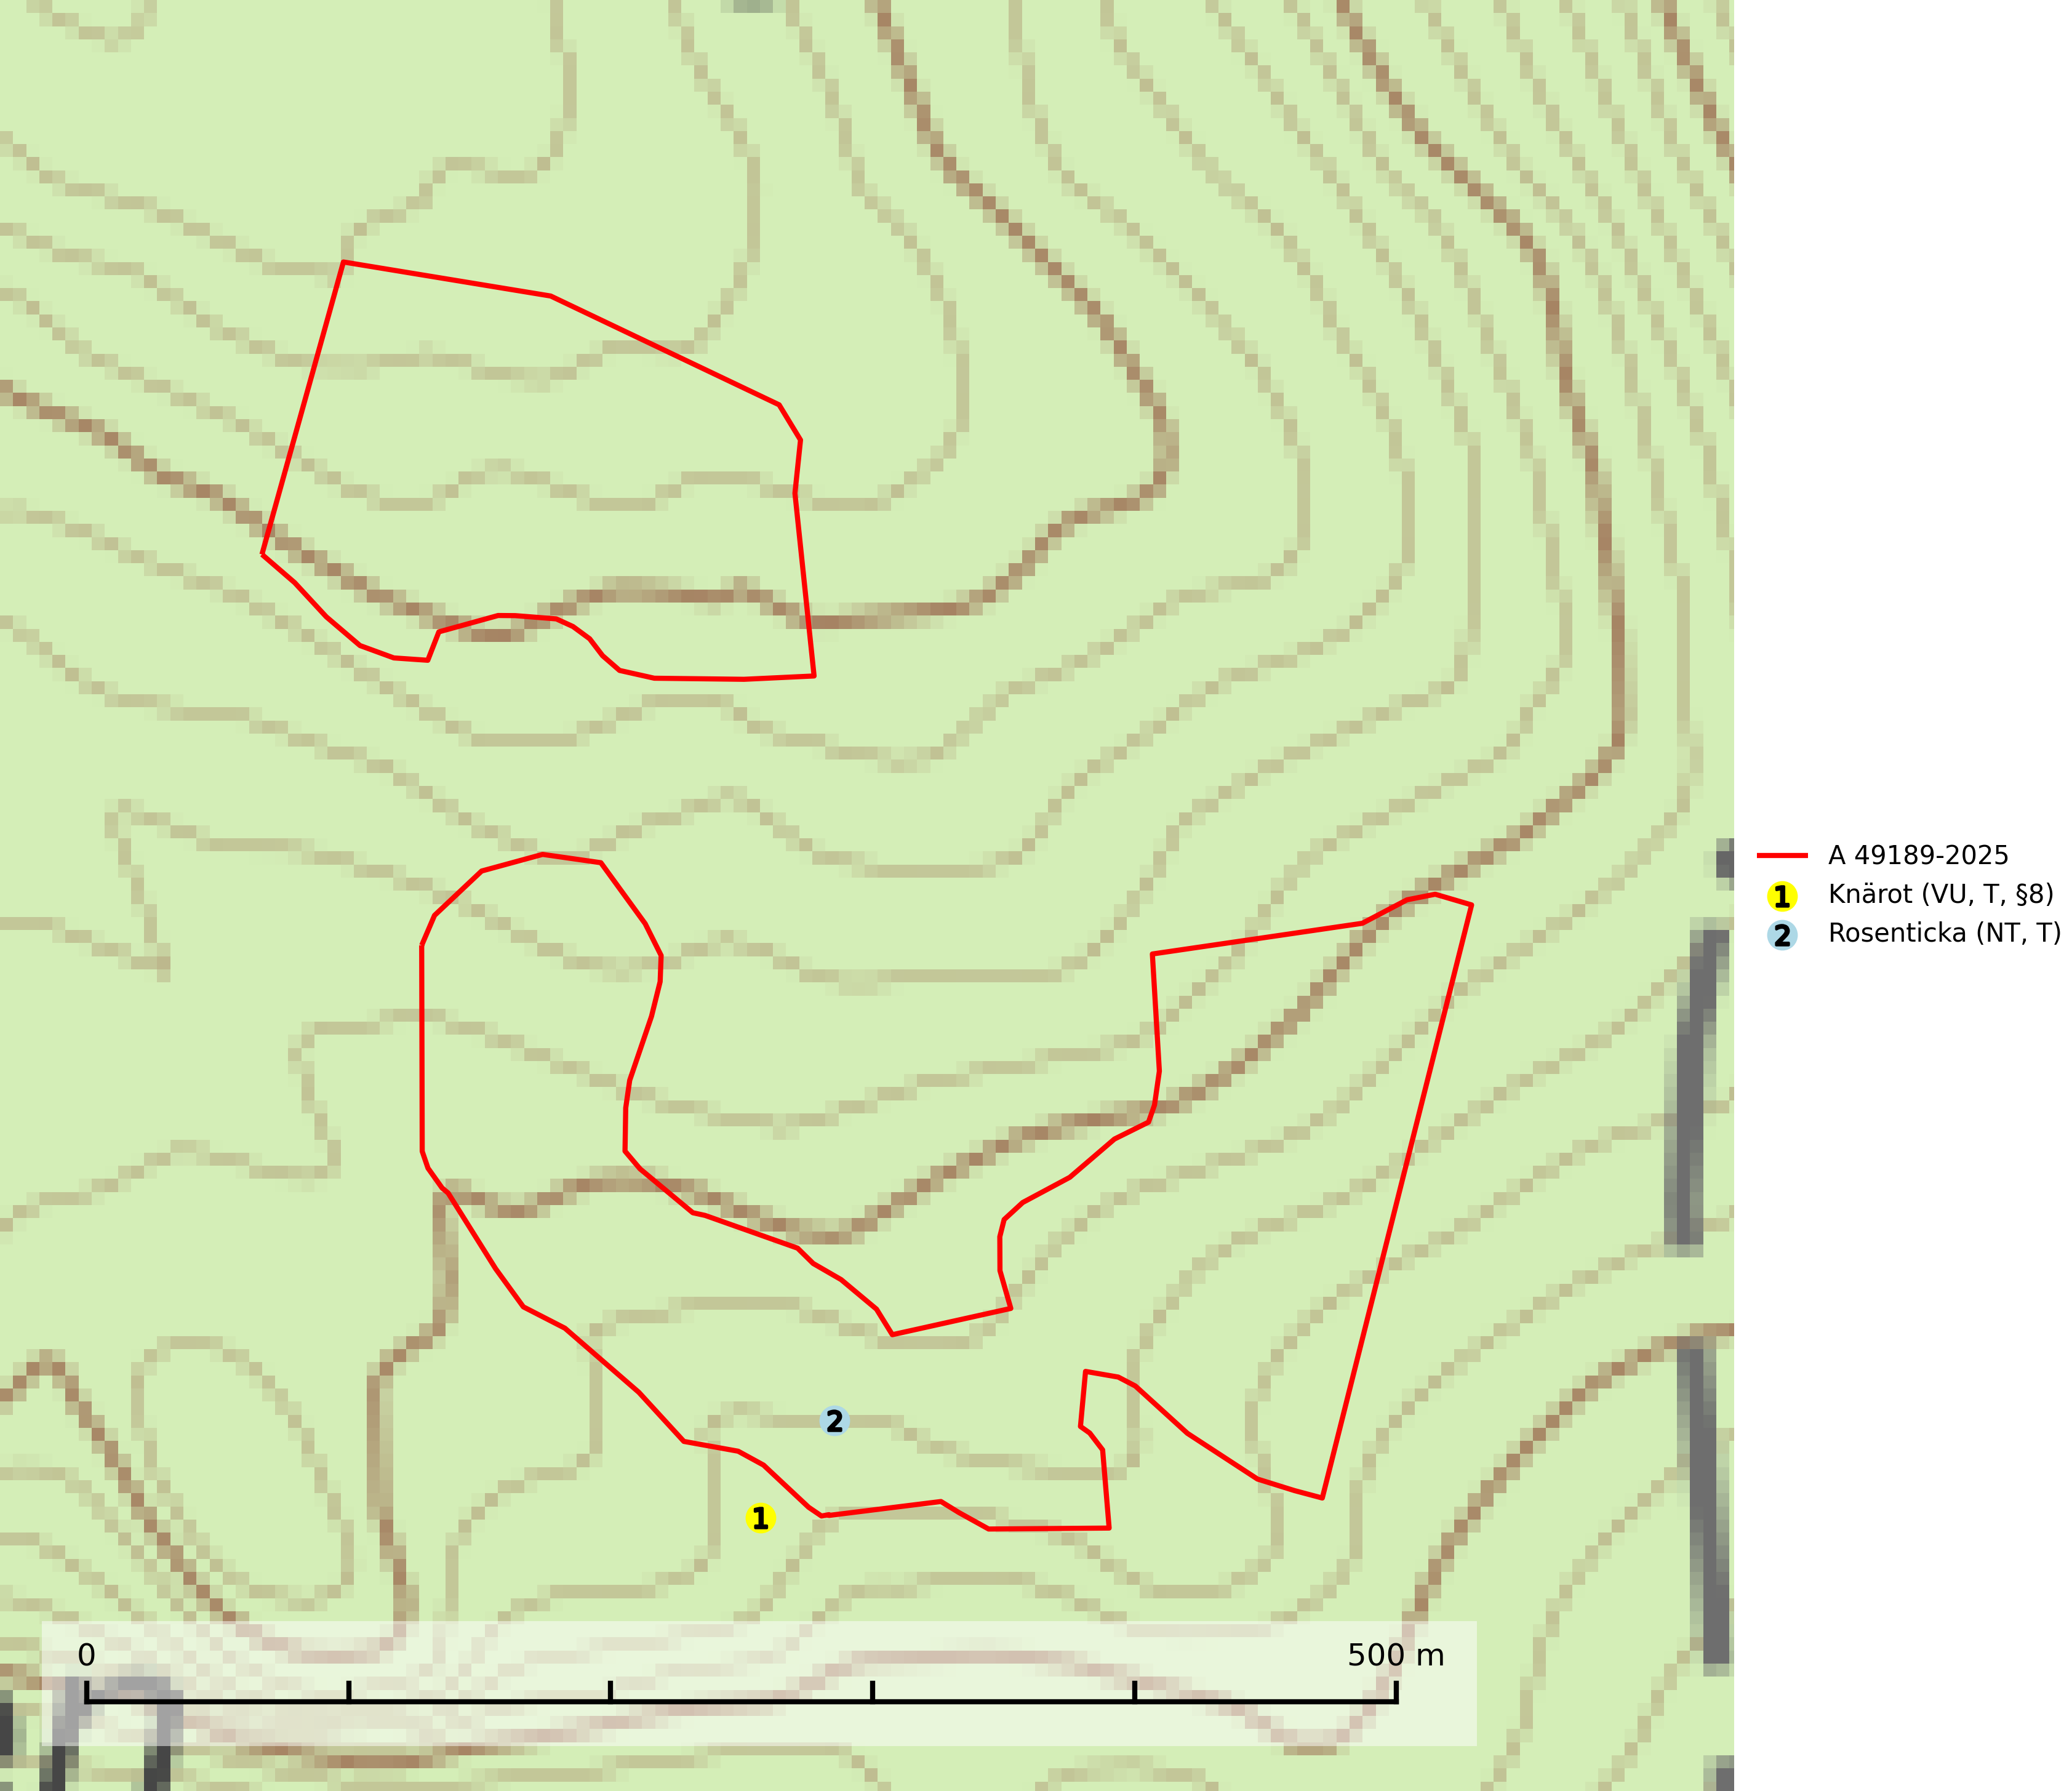 A 49189-2025
1 Knärot (VU, T, §8)
2 Rosenticka (NT, T)
2
1
0 500 m